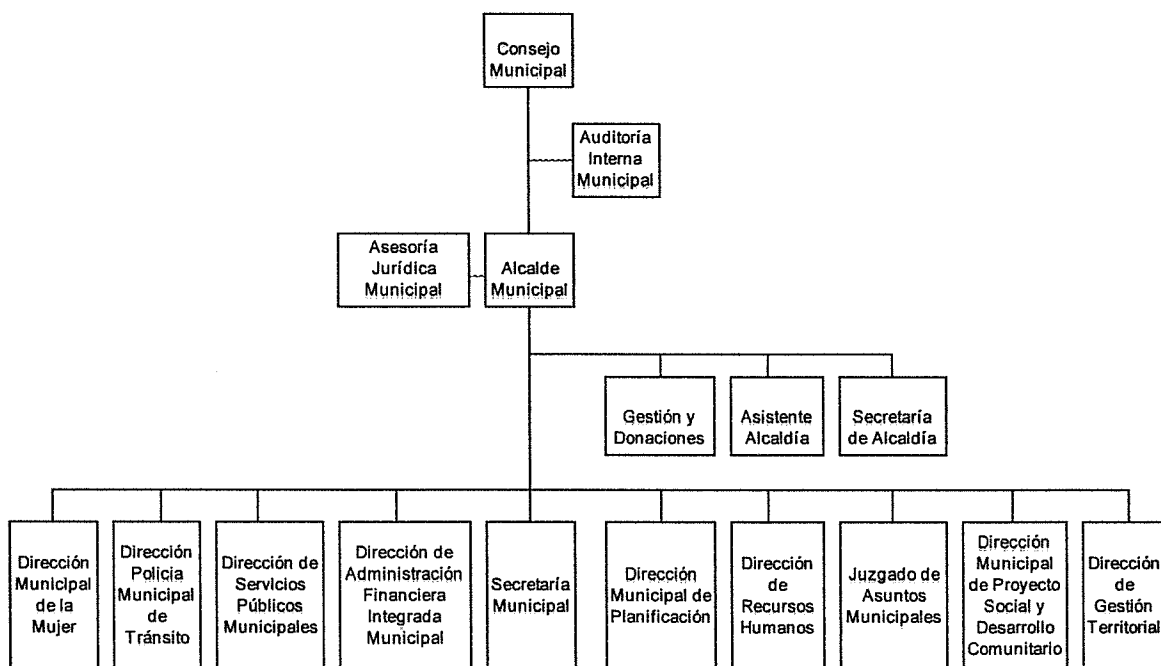 Consejo
Municipal
Auditoría
Interna
Municipal
Asesoría
Jurídica
Municipal
Alcalde
Municipal
Gestión y
Donaciones
Asistente
Alcaldía
Secretaría
de Alcaldía
Dirección
Municipal
de la
Mujer
Dirección
Policia
Municipal
de
Tránsito
Dirección de
Servicios
Públicos
Municipales
Dirección de
Administración
Financiera
Integrada
Municipal
Secretaría
Municipal
Dirección
Municipal de
Planificación
Dirección
de
Recursos
Humanos
Juzgado de
Asuntos
Municipales
Dirección
Municipal
de Proyecto
Social y
Desarrollo
Comunitario
Dirección
de
Gestión
Territorial